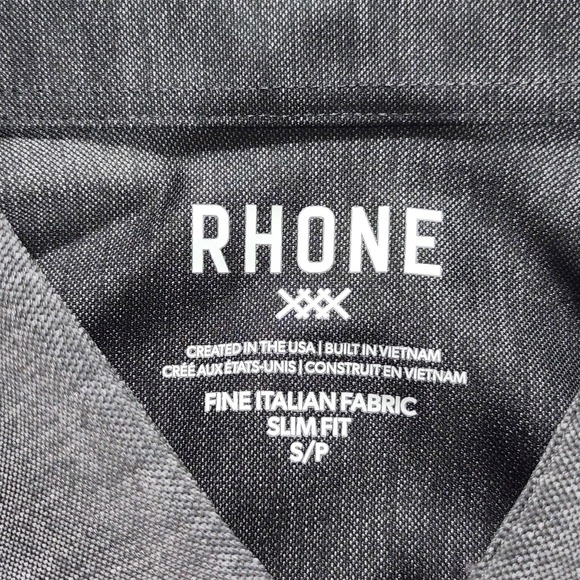 RHONE
CREATED IN THE USA | BUILT IN VIETNAM
CRÉÉ AUX ÉTATS-UNIS | CONSTRUIT EN VIETNAM
FINE ITALIAN FABRIC
SLIM FIT
S/P